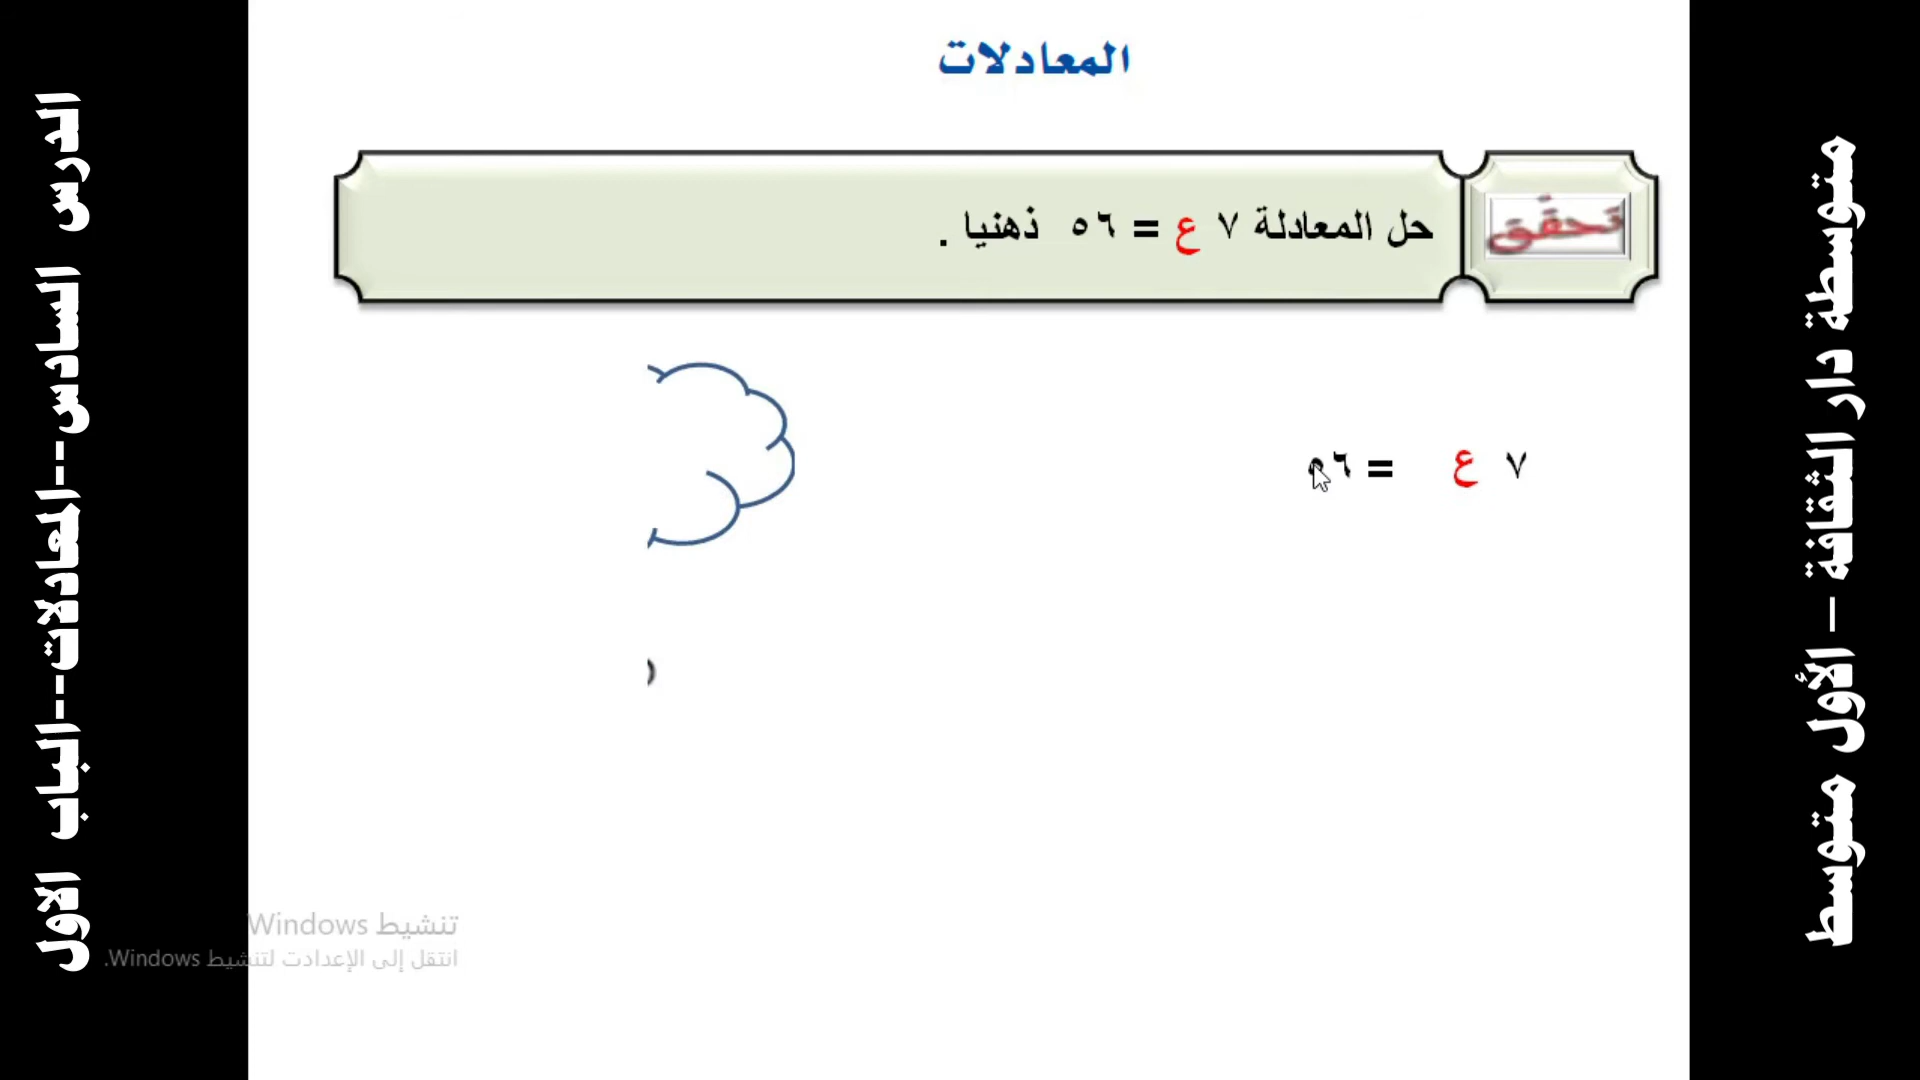 المعادلات
تحقق
حل المعادلة ٧ ع = ٥٦ ذهنيا .
٧ ع = ٥٦
متوسطة دار الثقافة – الأول متوسط
الدرس السادس--المعادلات--الباب الاول
تنشيط Windows
انتقل إلى الإعدادت لتنشيط Windows.